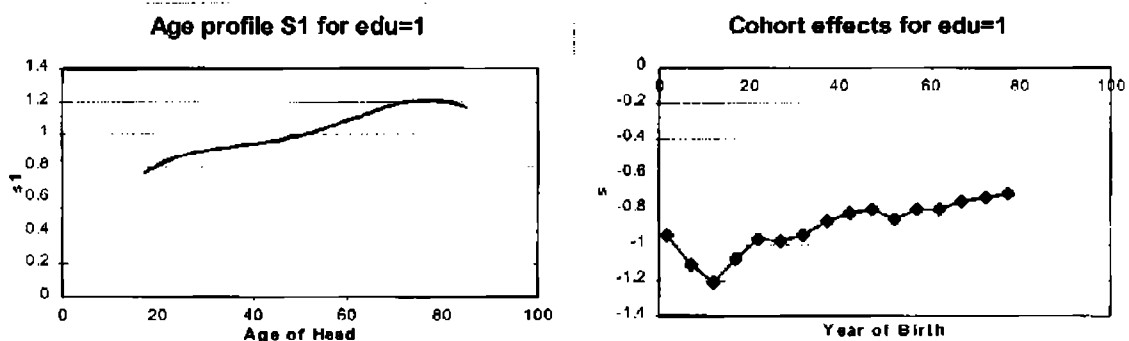 Age profile S1 for edu=1
1.4
1.2
1
0.8
0.6
0.4
0.2
0
s1
0 20 40 60 80 100
Age of Head
Cohort effects for edu=1
0
-0.2
-0.4
-0.6
-0.8
-1
-1.2
-1.4
s
0 20 40 60 80 100
Year of Birth